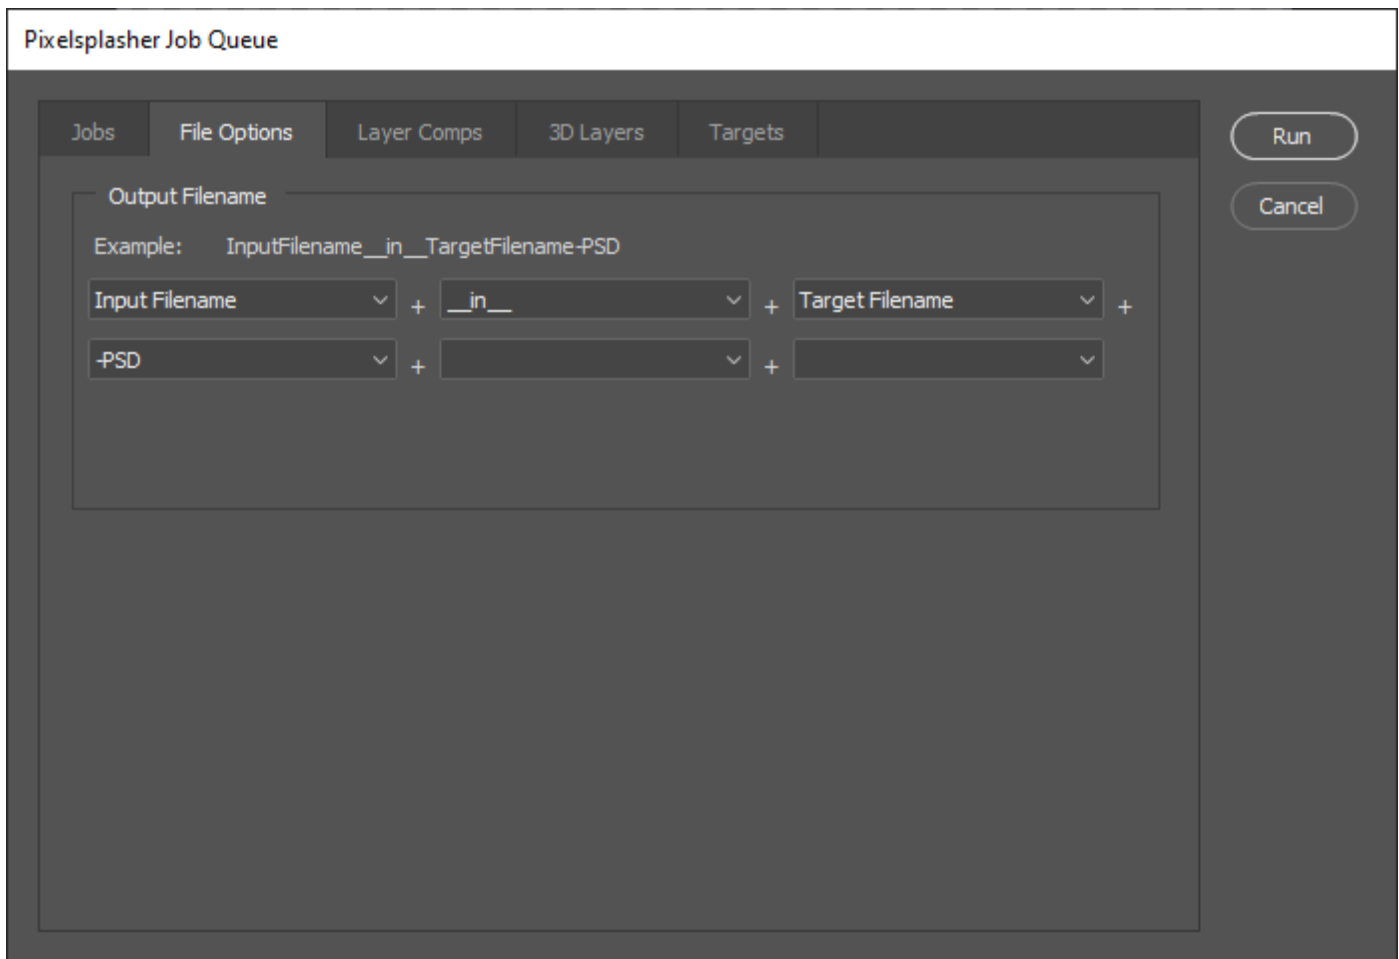 Pixelsplasher Job Queue
Jobs File Options Layer Comps 3D Layers Targets
Run
Output Filename
Cancel
Example: InputFilename__in__TargetFilename-PSD
Input Filename + __in__ + Target Filename +
-PSD + +